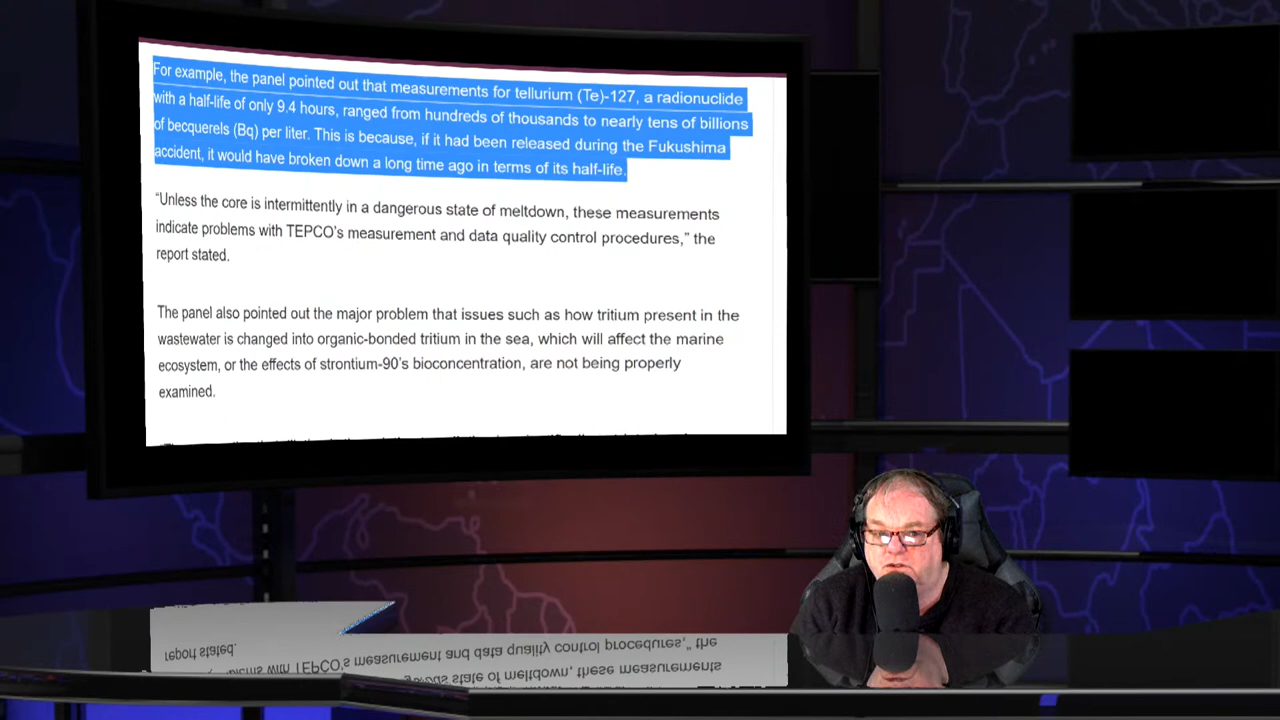 For example, the panel pointed out that measurements for tellurium (Te)-127, a radionuclide
with a half-life of only 9.4 hours, ranged from hundreds of thousands to nearly tens of billions
of becquerels (Bq) per liter. This is because, if it had been released during the Fukushima
accident, it would have broken down a long time ago in terms of its half-life.
“Unless the core is intermittently in a dangerous state of meltdown, these measurements
indicate problems with TEPCO’s measurement and data quality control procedures,” the
report stated.
The panel also pointed out the major problem that issues such as how tritium present in the
wastewater is changed into organic-bonded tritium in the sea, which will affect the marine
ecosystem, or the effects of strontium-90’s bioconcentration, are not being properly
examined.